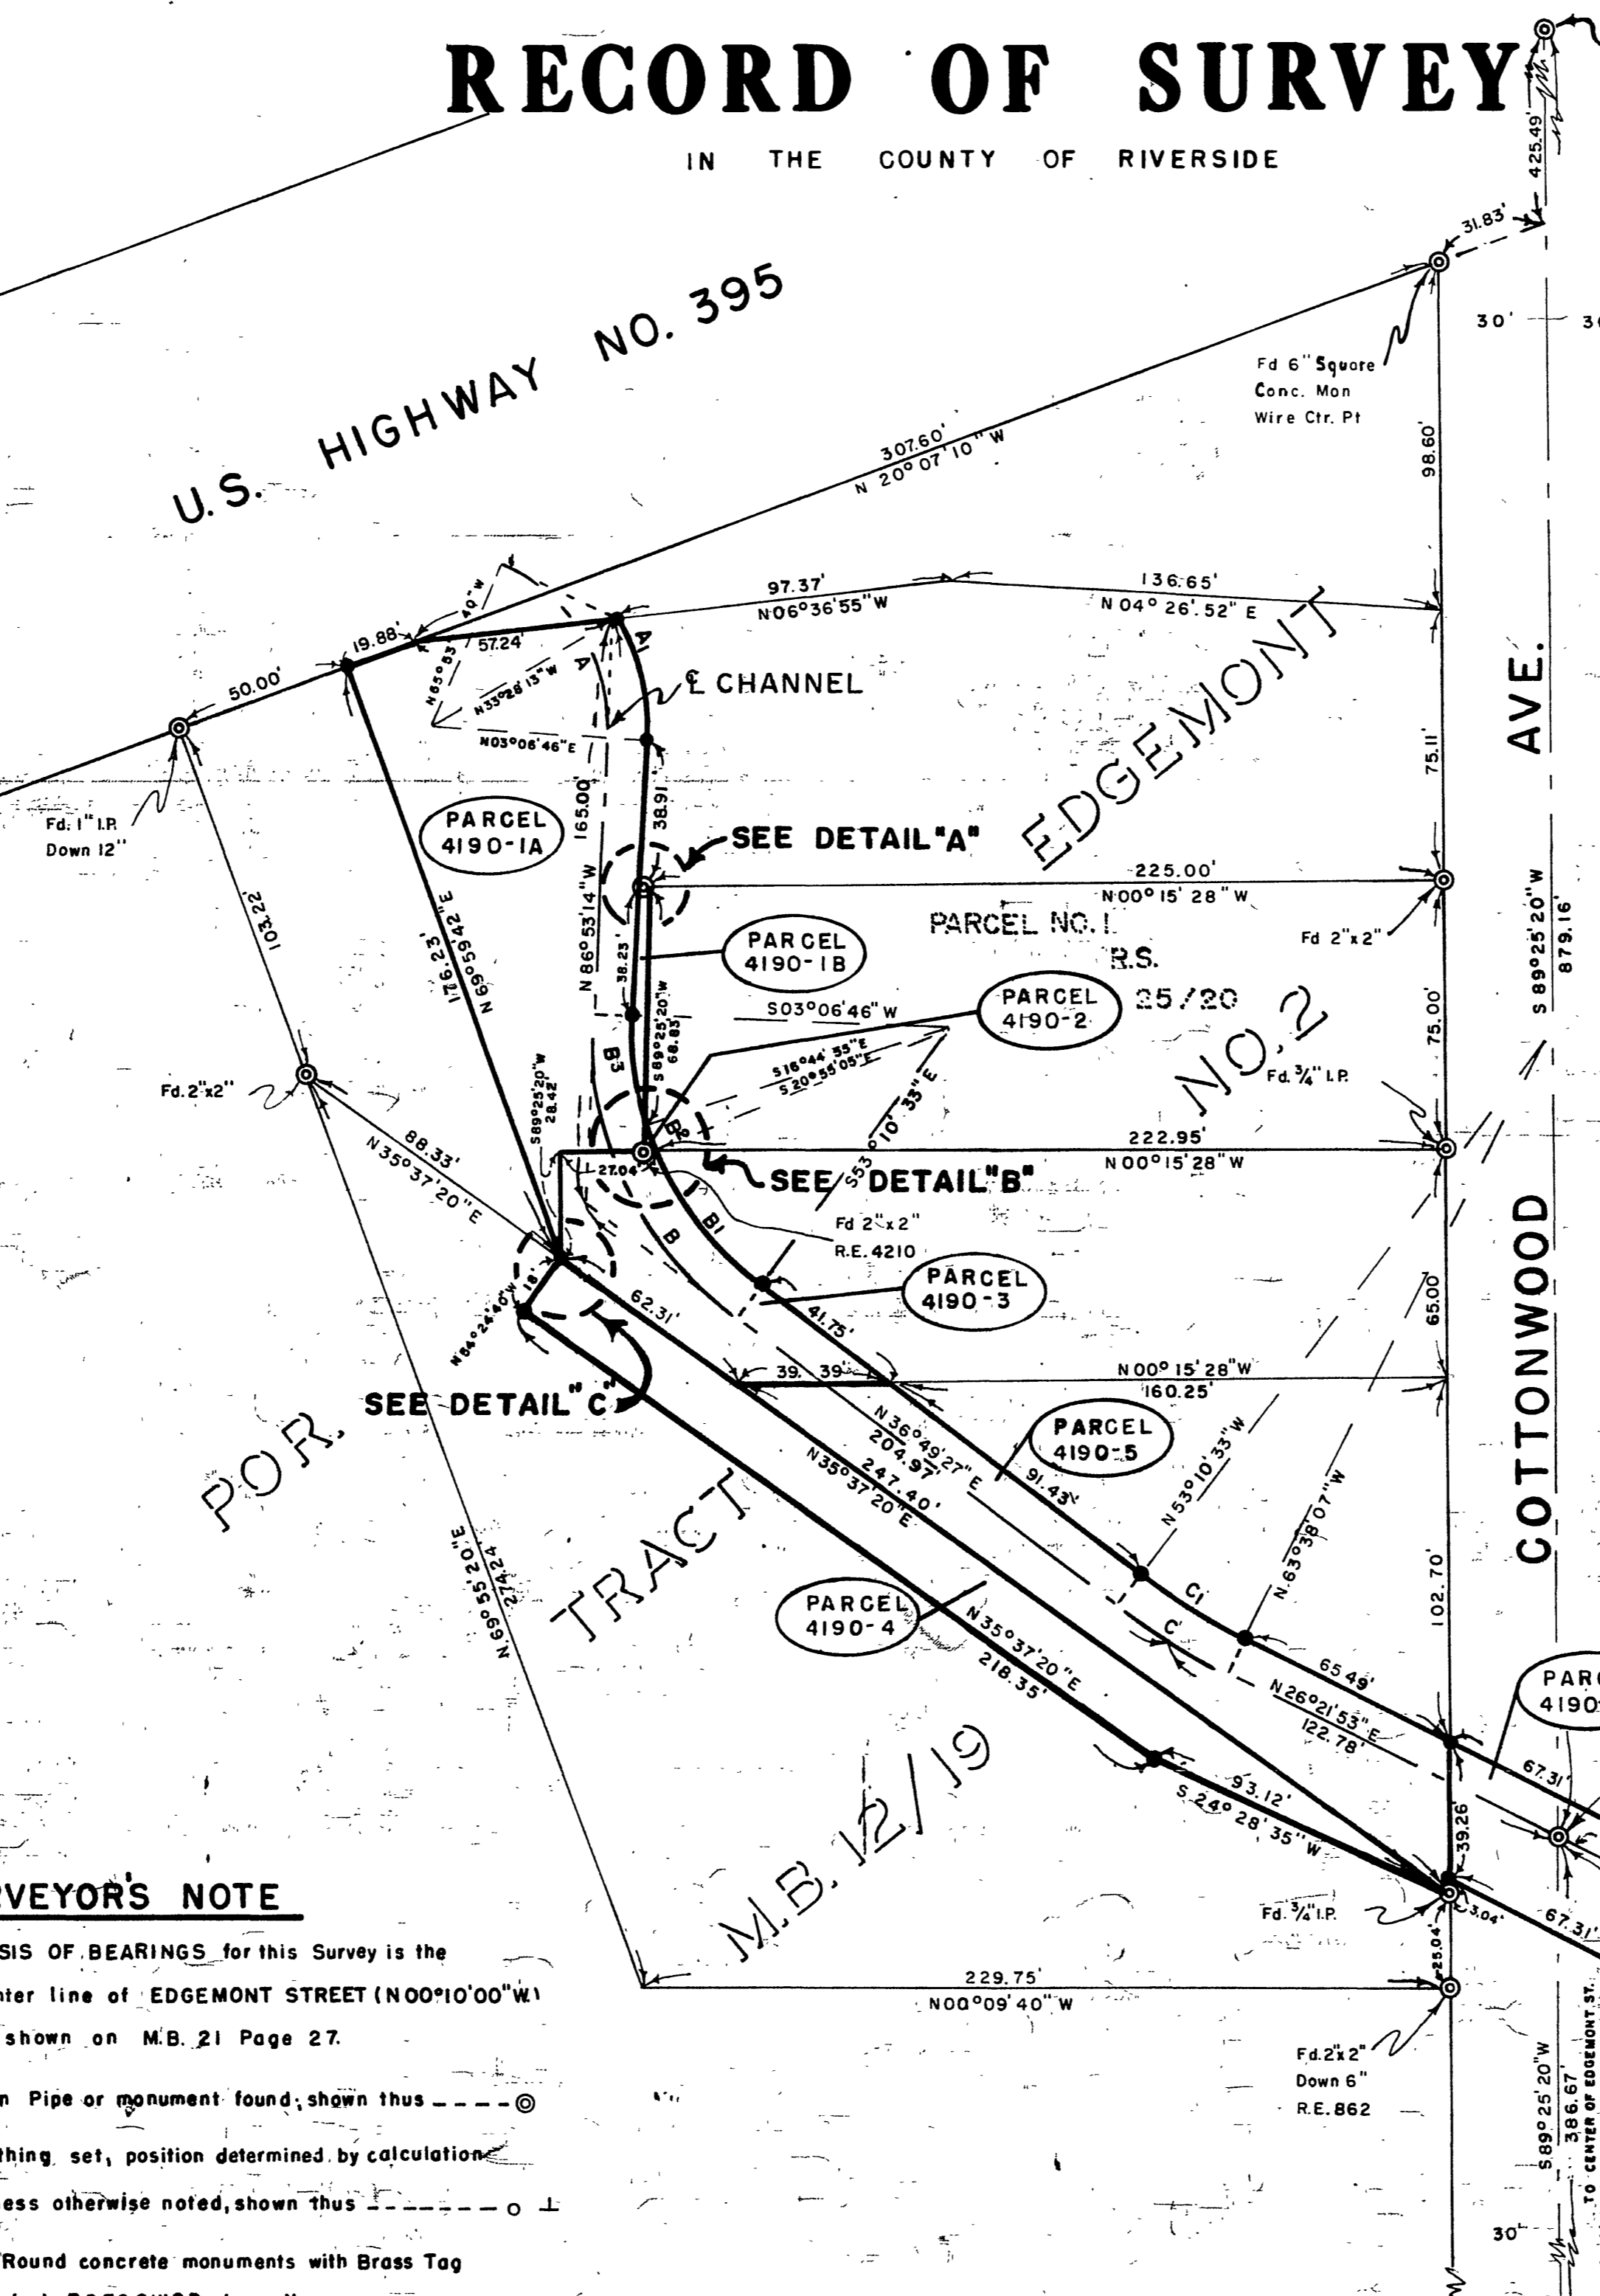 RECORD OF SURVEY
IN THE COUNTY OF RIVERSIDE
425.49'
31.83'
30'
U.S. HIGHWAY NO. 395
Fd 6" Square
Conc. Mon
Wire Ctr. Pt
307.60'
N 20° 07' 10" W
98.60'
97.37'
N06°36'55"W
136.65'
N 04° 26'.52" E
19.88'
57.24'
50.00'
A1
A
N33°28'13"W
N03°06'46"E
℄ CHANNEL
EDGEMONT
AVE.
75.11'
Fd. 1" I.P.
Down 12"
PARCEL
4190-1A
165.00'
38.91'
SEE DETAIL "A"
225.00'
N00°15'28"W
103.22'
176.23'
N69°59'42"E
N86°53'14"W
38.23'
PARCEL
4190-1B
PARCEL NO. 1.
R.S.
25/20
Fd 2"x2"
S 89°25'20"W
879.16'
S03°06'46" W
PARCEL
4190-2
NO. 2
75.00'
S89°25'20"W
68.83'
B3
S16°44'35"E
S20°55'05"E
S53°10'33"E
Fd. 3/4" I.P.
Fd. 2"x2"
S89°25'20"W
28.42'
88.33'
N35°37'20"E
B2
27.04'
222.95'
N00°15'28"W
SEE DETAIL "B"
B
B1
Fd 2"x2"
R.E. 4210
PARCEL
4190-3
COTTONWOOD
65.00'
18'
N54°24'40"W
62.31'
41.75'
SEE DETAIL "C"
39.39'
N00°15'28"W
160.25'
PARCEL
4190-5
N36°49'27"E
204.97'
247.40'
N35°37'20"E
91.43'
N53°10'33"W
N63°38'07"W
POR.
TRACT
N.69°55'20"E
274.24'
102.70'
C1
C
PARCEL
4190-4
N35°37'20"E
218.35'
65.49'
N26°21'53"E
122.78'
PAR
4190
67.31'
M.B. 12/19
93.12'
S 24° 28' 35" W
39.26'
Fd. 3/4" I.P.
3.04'
67.31'
25.04'
229.75'
N00°09'40"W
Fd. 2"x2"
Down 6"
R.E. 862
S89°25'20"W
386.67'
TO CENTER OF EDGEMONT ST.
30'
VEYOR'S NOTE
SIS OF BEARINGS for this Survey is the
nter line of EDGEMONT STREET (N00°10'00"W.)
shown on M.B. 21 Page 27.
n Pipe or monument found, shown thus ----◎
thing set, position determined by calculation
ess otherwise noted, shown thus -------o
Round concrete monuments with Brass Tag